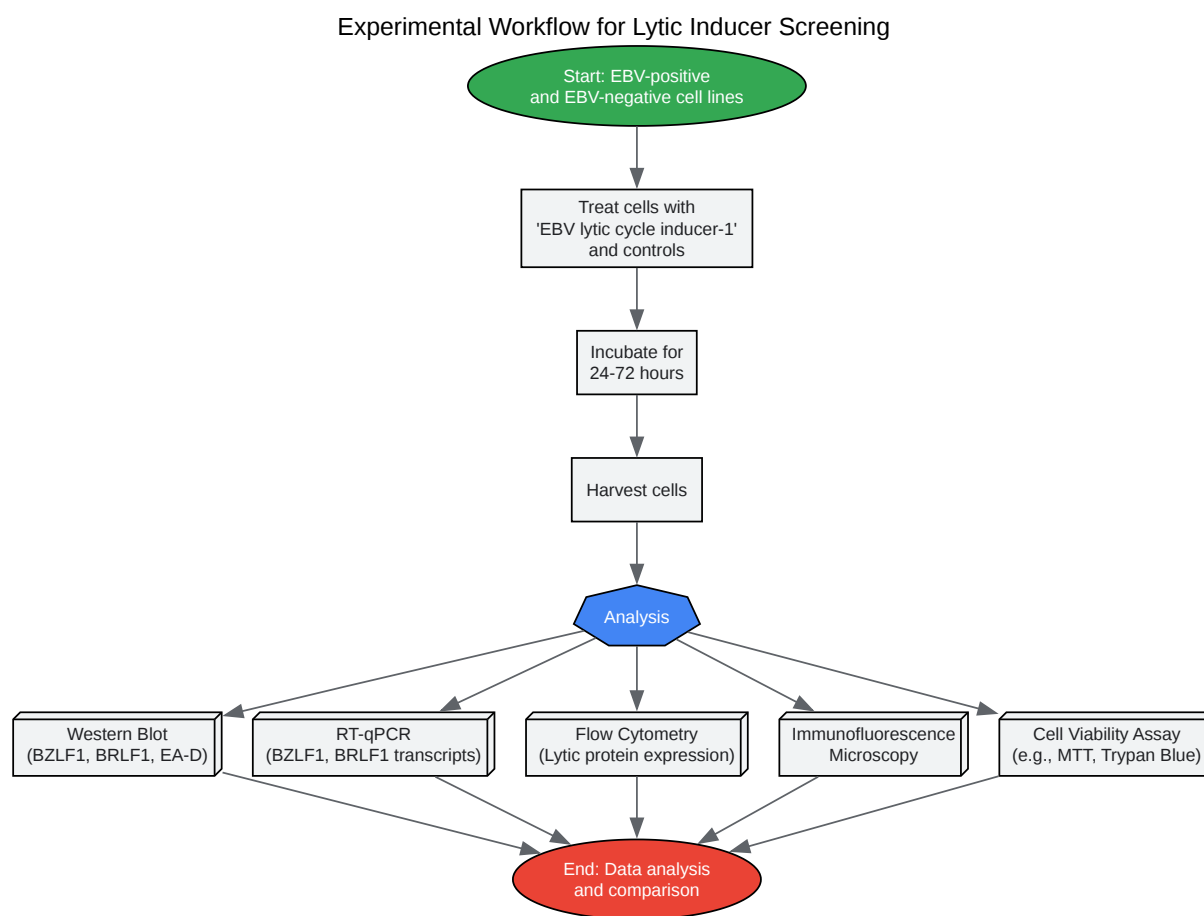 Experimental Workflow for Lytic Inducer Screening
Start: EBV-positive
and EBV-negative cell lines
Treat cells with
'EBV lytic cycle inducer-1'
and controls
Incubate for
24-72 hours
Harvest cells
Analysis
Western Blot
(BZLF1, BRLF1, EA-D)
RT-qPCR
(BZLF1, BRLF1 transcripts)
Flow Cytometry
(Lytic protein expression)
Immunofluorescence
Microscopy
Cell Viability Assay
(e.g., MTT, Trypan Blue)
End: Data analysis
and comparison